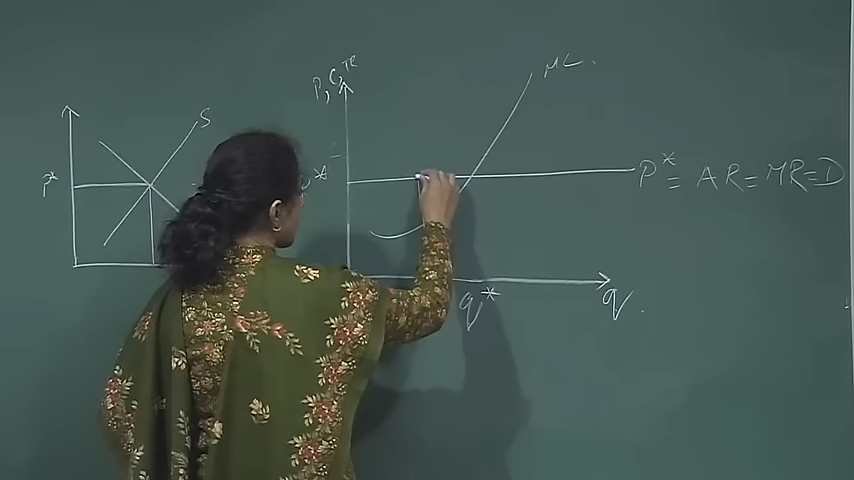 P, C, TR
MC.
S
P*
P* = AR = MR = D
q*
q.